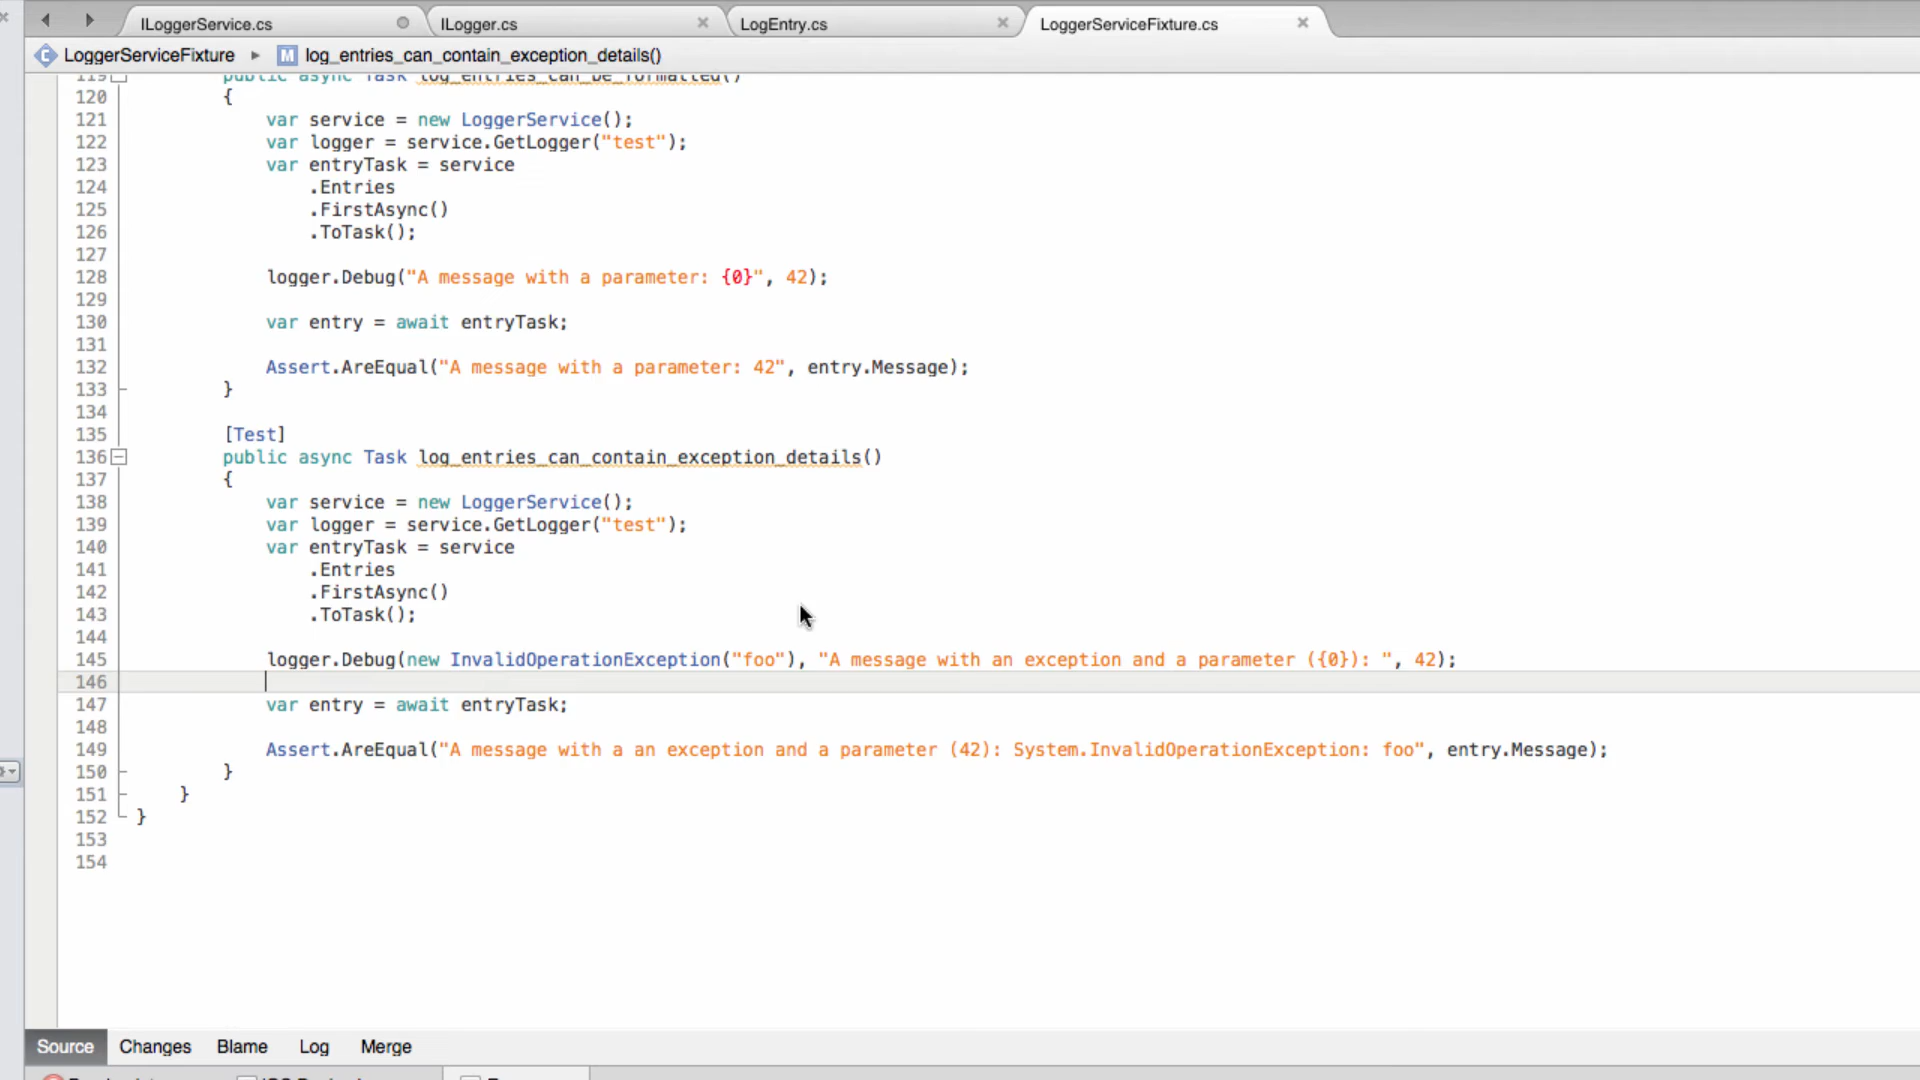 ILoggerService.cs ILogger.cs LogEntry.cs LoggerServiceFixture.cs
LoggerServiceFixture log_entries_can_contain_exception_details()
119 public async Task log_entries_can_be_formatted()
120 {
121 var service = new LoggerService();
122 var logger = service.GetLogger("test");
123 var entryTask = service
124 .Entries
125 .FirstAsync()
126 .ToTask();
127
128 logger.Debug("A message with a parameter: {0}", 42);
129
130 var entry = await entryTask;
131
132 Assert.AreEqual("A message with a parameter: 42", entry.Message);
133 }
134
135 [Test]
136 public async Task log_entries_can_contain_exception_details()
137 {
138 var service = new LoggerService();
139 var logger = service.GetLogger("test");
140 var entryTask = service
141 .Entries
142 .FirstAsync()
143 .ToTask();
144
145 logger.Debug(new InvalidOperationException("foo"), "A message with an exception and a parameter ({0}): ", 42);
146
147 var entry = await entryTask;
148
149 Assert.AreEqual("A message with a an exception and a parameter (42): System.InvalidOperationException: foo", entry.Message);
150 }
151 }
152 }
153
154
Source Changes Blame Log Merge